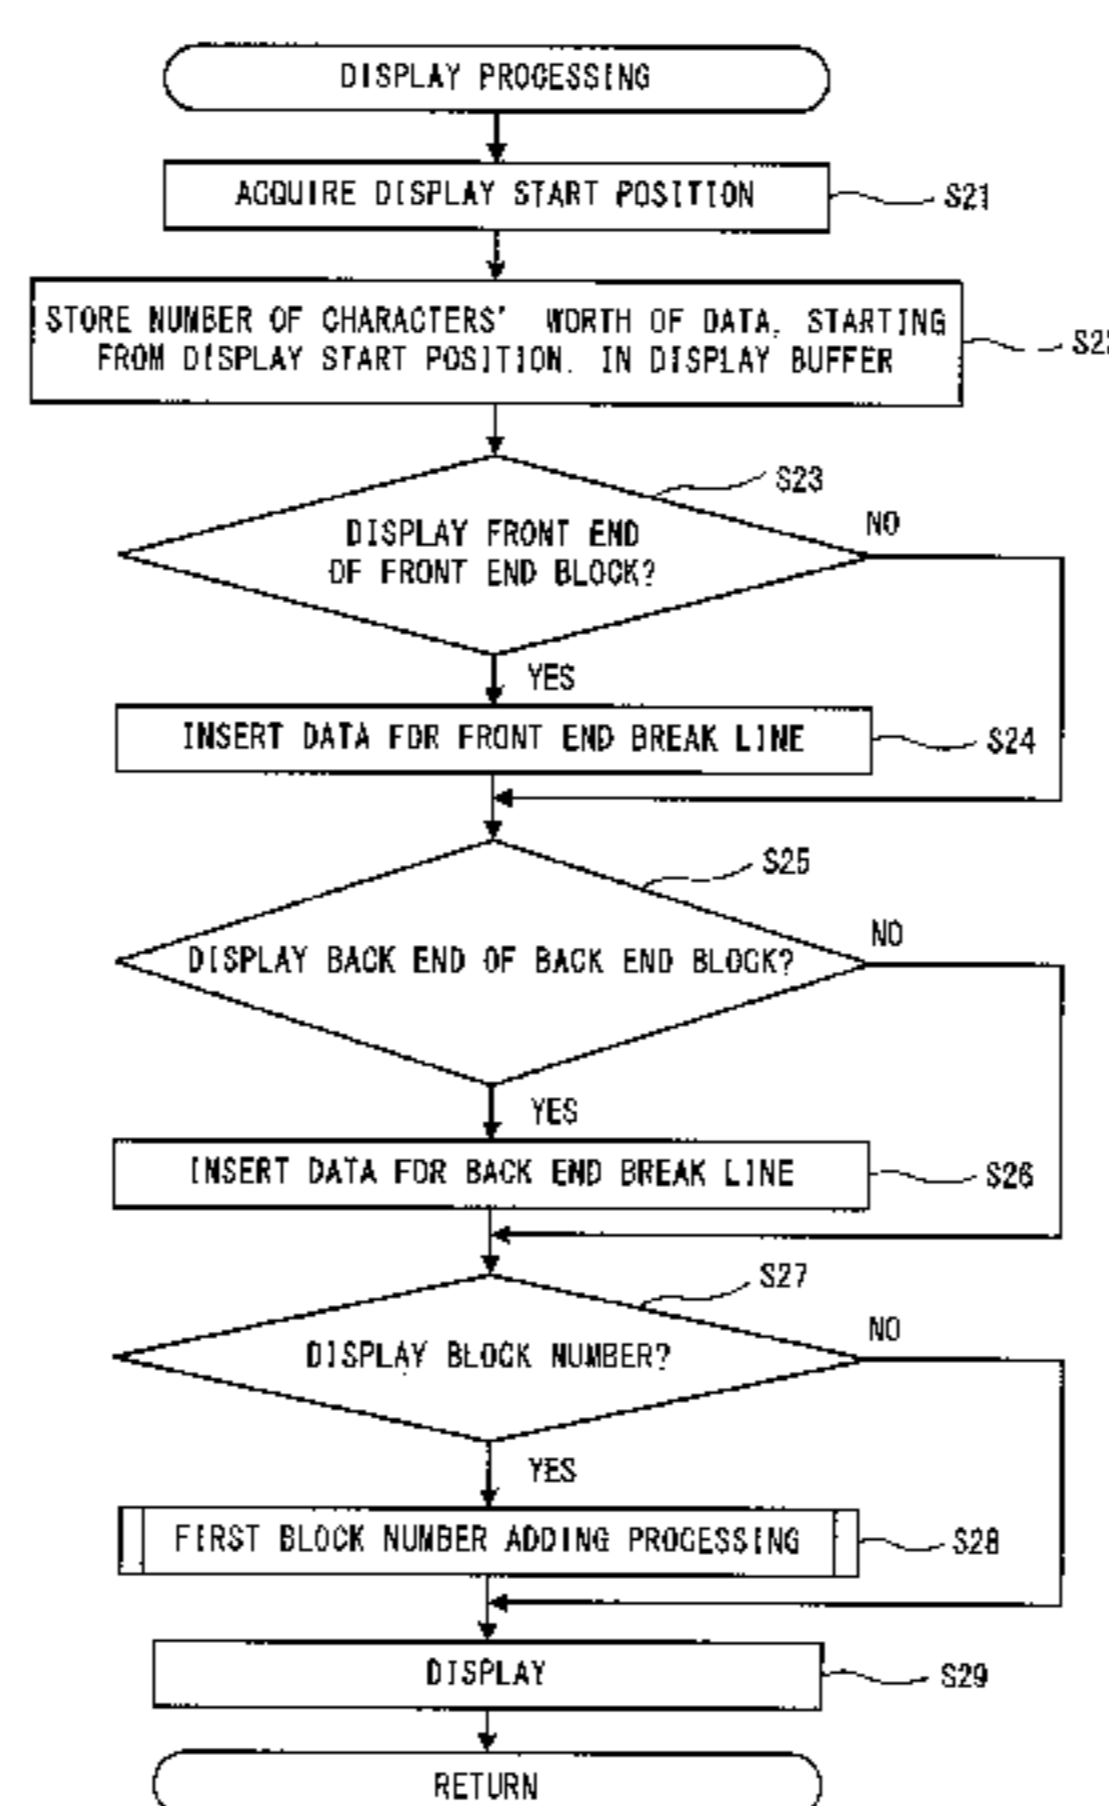 DISPLAY PROCESSING
ACQUIRE DISPLAY START POSITION
S21
STORE NUMBER OF CHARACTERS' WORTH OF DATA, STARTING
FROM DISPLAY START POSITION, IN DISPLAY BUFFER
S23
DISPLAY FRONT END
OF FRONT END BLOCK?
NO
YES
INSERT DATA FOR FRONT END BREAK LINE
S24
S25
DISPLAY BACK END OF BACK END BLOCK?
NO
YES
INSERT DATA FOR BACK END BREAK LINE
S26
S27
DISPLAY BLOCK NUMBER?
NO
YES
FIRST BLOCK NUMBER ADDING PROCESSING
S28
DISPLAY
S29
RETURN